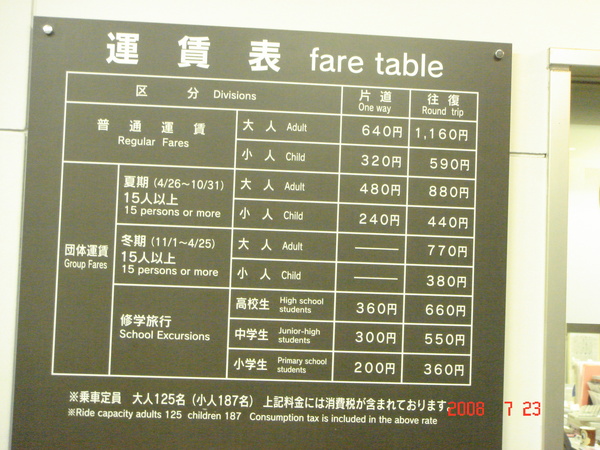 運賃表 fare table
区 分 Divisions 片道 One way 往復 Round trip
普通運賃 Regular Fares 大人 Adult 640円 1,160円
小人 Child 320円 590円
団体運賃 Group Fares 夏期 (4/26～10/31) 15人以上 15 persons or more 大人 Adult 480円 880円
小人 Child 240円 440円
冬期 (11/1～4/25) 15人以上 15 persons or more 大人 Adult ―― 770円
小人 Child ―― 380円
修学旅行 School Excursions 高校生 High school students 360円 660円
中学生 Junior-high students 300円 550円
小学生 Primary school students 200円 360円
※乗車定員 大人125名（小人187名）上記料金には消費税が含まれております。
※Ride capacity adults 125 children 187 Consumption tax is included in the above rate
2008 7 23